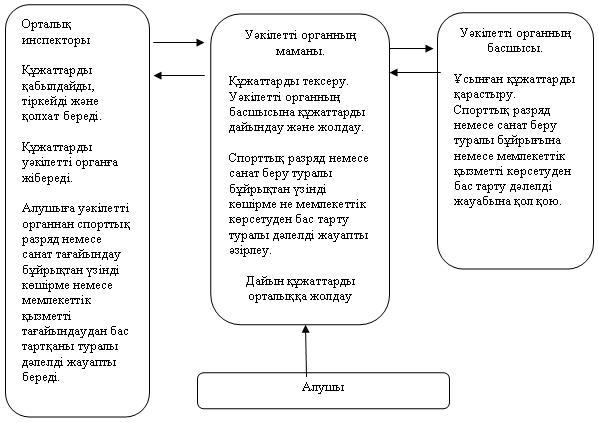 Орталық
инспекторы
Құжаттарды
қабылдайды,
тіркейді және
қолхат береді.
Құжаттарды
уәкілетті органға
жібереді.
Алушыға уәкілетті
органнан спорттық
разряд немесе
санат тағайындау
бұйрықтан үзінді
көшірме немесе
мемлекеттік
қызметті
тағайындаудан бас
тартқаны туралы
дәлелді жауапты
береді.
Уәкілетті органның
маманы.
Құжаттарды тексеру.
Уәкілетті органның
басшысына құжаттарды
дайындау және жолдау.
Спорттық разряд немесе
санат беру туралы
бұйрықтан үзінді
көшірме не мемлекеттік
көрсетуден бас тарту
туралы дәлелді жауапты
әзірлеу.
Дайын құжаттарды
орталыққа жолдау
Уәкілетті органның
басшысы.
Ұсынған құжаттарды
қарастыру.
Спорттық разряд
немесе санат беру
туралы бұйрығына
немесе мемлекеттік
қызметті көрсетуден
бас тарту дәлелді
жауабына қол қою.
Алушы